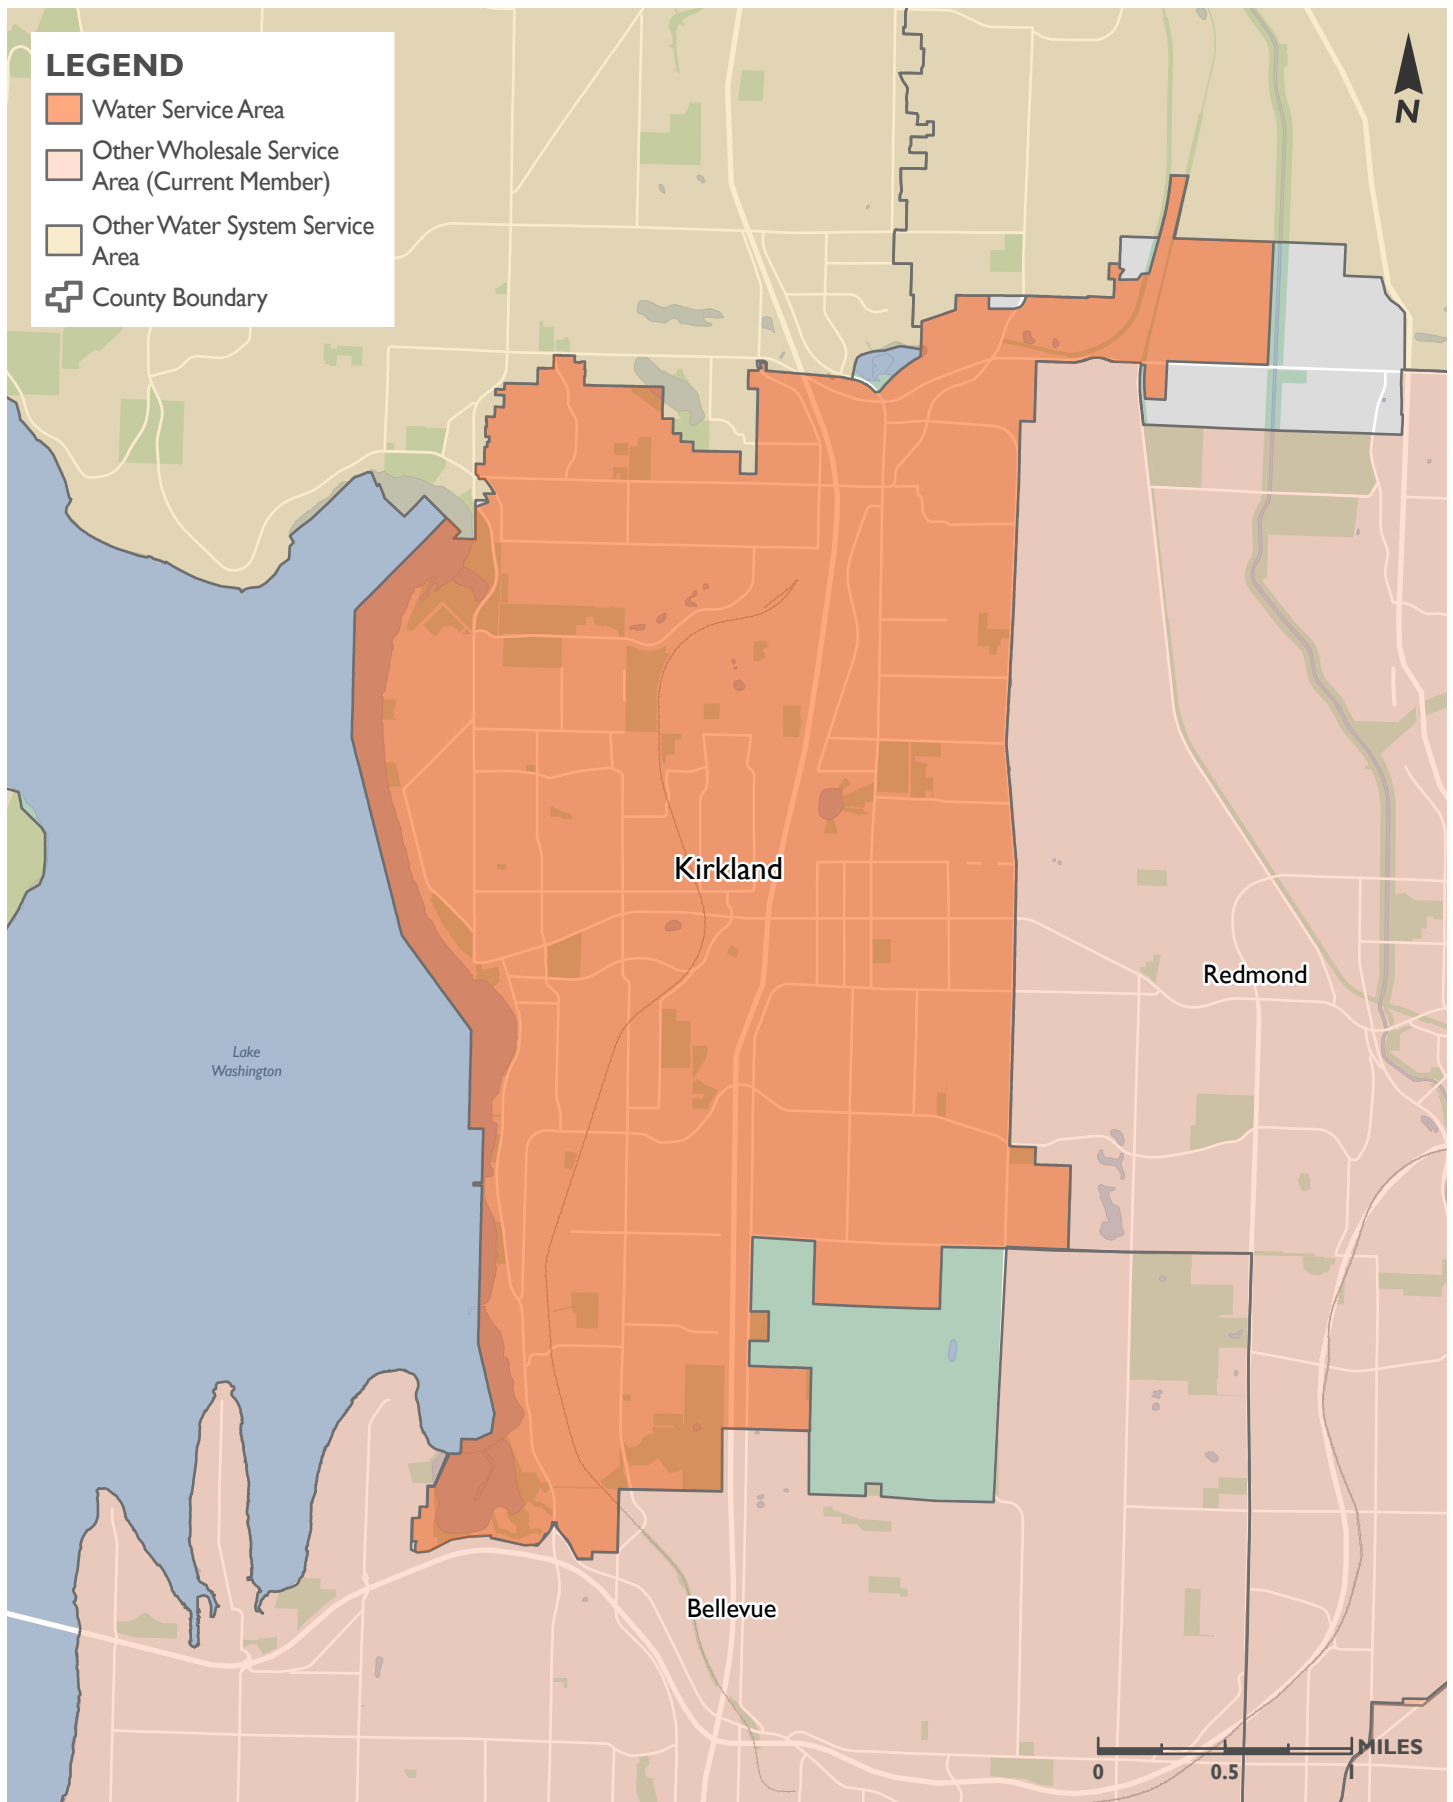 LEGEND
Water Service Area
Other Wholesale Service
Area (Current Member)
Other Water System Service
Area
County Boundary
N
Kirkland
Redmond
Lake
Washington
Bellevue
MILES
0 0.5 1